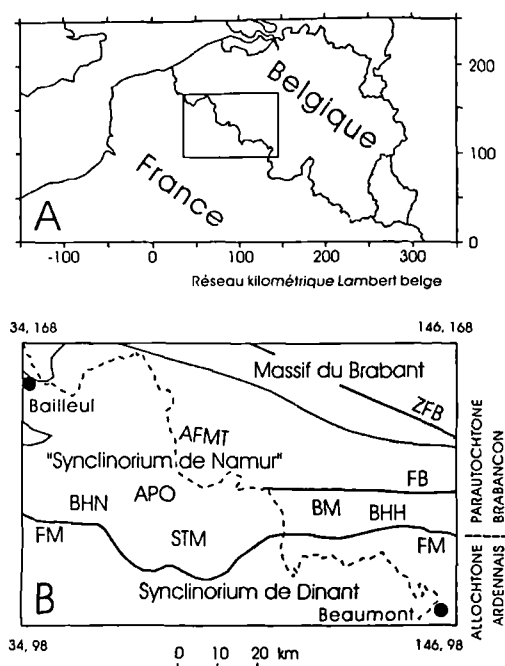 Belgique
France
A
200
100
0
-100 0 100 200 300
Réseau kilométrique Lambert belge
34, 168 146, 168
Massif du Brabant
Bailleul
ZFB
AFMT
"Synclinorium de Namur"
FB
APO
BHN BM BHH
FM STM FM
Synclinorium de Dinant
B
Beaumont
PARAUTOCHTONE
BRABANCON
ALLOCHTONE
ARDENNAIS
34, 98 146, 98
0 10 20 km